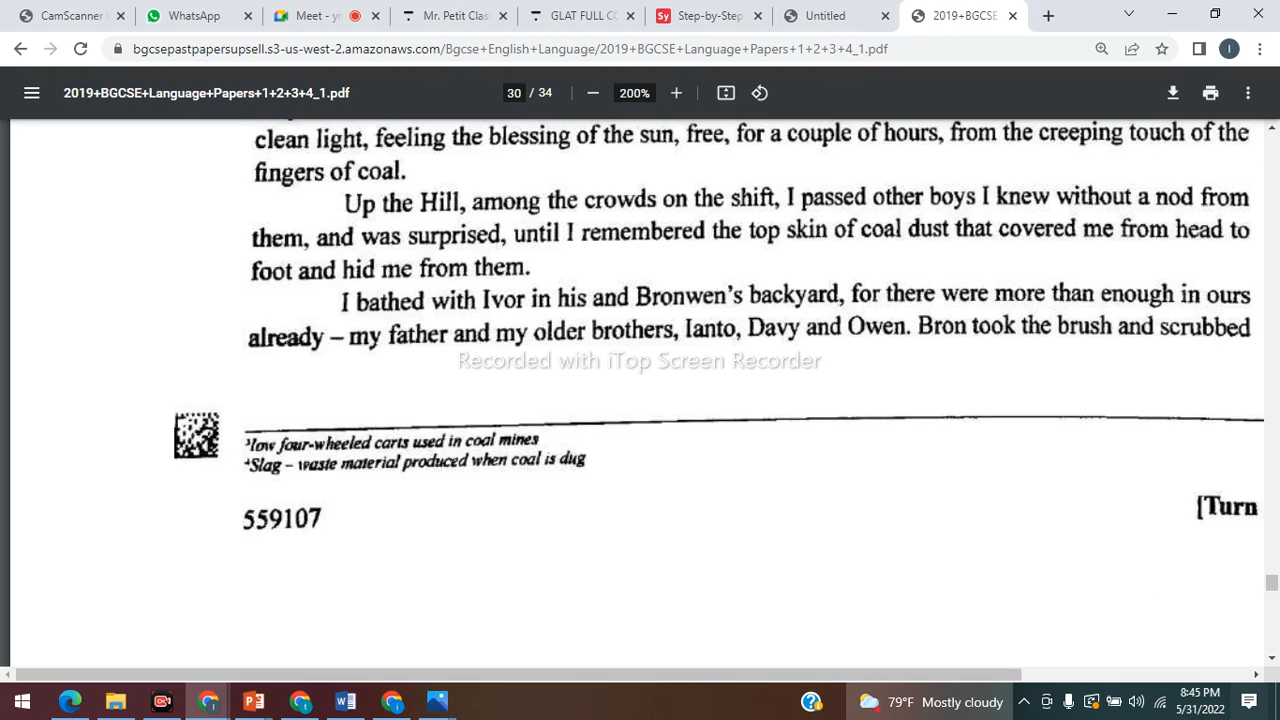 CamScanner
WhatsApp
Meet - yn
Mr. Petit Clas
GLAT FULL CC
Step-by-Step
Untitled
2019+BGCSE
bgcsepastpapersupsell.s3-us-west-2.amazonaws.com/Bgcse+English+Language/2019+BGCSE+Language+Papers+1+2+3+4_1.pdf
2019+BGCSE+Language+Papers+1+2+3+4_1.pdf
30 / 34
200%
clean light, feeling the blessing of the sun, free, for a couple of hours, from the creeping touch of the
fingers of coal.
Up the Hill, among the crowds on the shift, I passed other boys I knew without a nod from
them, and was surprised, until I remembered the top skin of coal dust that covered me from head to
foot and hid me from them.
I bathed with Ivor in his and Bronwen's backyard, for there were more than enough in ours
already – my father and my older brothers, Ianto, Davy and Owen. Bron took the brush and scrubbed
Recorded with iTop Screen Recorder
³low four-wheeled carts used in coal mines
⁴Slag – waste material produced when coal is dug
559107
[Turn
79°F Mostly cloudy
8:45 PM
5/31/2022